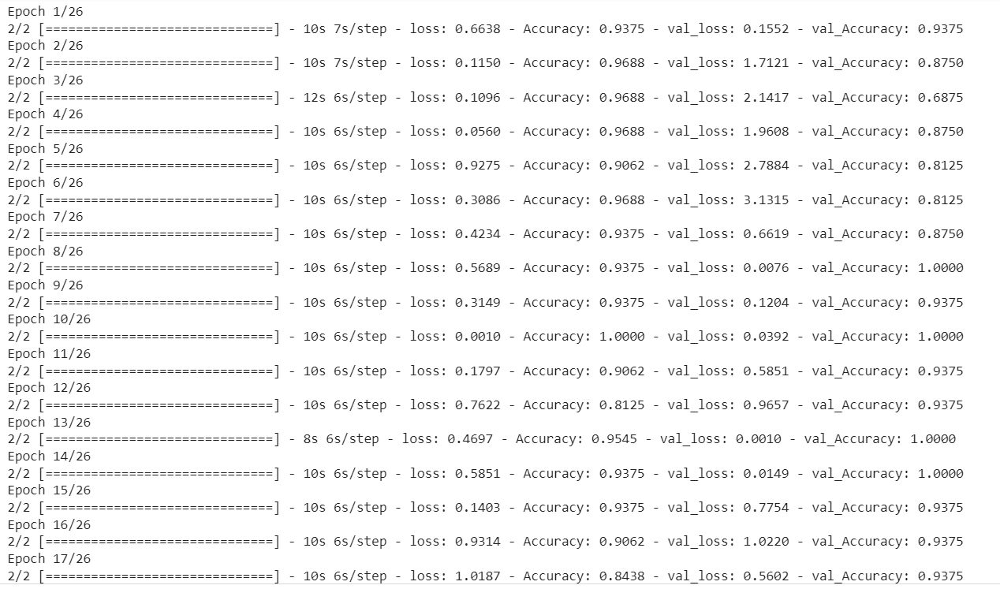 Epoch 1/26
2/2 [==============================] - 10s 7s/step - loss: 0.6638 - Accuracy: 0.9375 - val_loss: 0.1552 - val_Accuracy: 0.9375
Epoch 2/26
2/2 [==============================] - 10s 7s/step - loss: 0.1150 - Accuracy: 0.9688 - val_loss: 1.7121 - val_Accuracy: 0.8750
Epoch 3/26
2/2 [==============================] - 12s 6s/step - loss: 0.1096 - Accuracy: 0.9688 - val_loss: 2.1417 - val_Accuracy: 0.6875
Epoch 4/26
2/2 [==============================] - 10s 6s/step - loss: 0.0560 - Accuracy: 0.9688 - val_loss: 1.9608 - val_Accuracy: 0.8750
Epoch 5/26
2/2 [==============================] - 10s 6s/step - loss: 0.9275 - Accuracy: 0.9062 - val_loss: 2.7884 - val_Accuracy: 0.8125
Epoch 6/26
2/2 [==============================] - 10s 6s/step - loss: 0.3086 - Accuracy: 0.9688 - val_loss: 3.1315 - val_Accuracy: 0.8125
Epoch 7/26
2/2 [==============================] - 10s 6s/step - loss: 0.4234 - Accuracy: 0.9375 - val_loss: 0.6619 - val_Accuracy: 0.8750
Epoch 8/26
2/2 [==============================] - 10s 6s/step - loss: 0.5689 - Accuracy: 0.9375 - val_loss: 0.0076 - val_Accuracy: 1.0000
Epoch 9/26
2/2 [==============================] - 10s 6s/step - loss: 0.3149 - Accuracy: 0.9375 - val_loss: 0.1204 - val_Accuracy: 0.9375
Epoch 10/26
2/2 [==============================] - 10s 6s/step - loss: 0.0010 - Accuracy: 1.0000 - val_loss: 0.0392 - val_Accuracy: 1.0000
Epoch 11/26
2/2 [==============================] - 10s 6s/step - loss: 0.1797 - Accuracy: 0.9062 - val_loss: 0.5851 - val_Accuracy: 0.9375
Epoch 12/26
2/2 [==============================] - 10s 6s/step - loss: 0.7622 - Accuracy: 0.8125 - val_loss: 0.9657 - val_Accuracy: 0.9375
Epoch 13/26
2/2 [==============================] - 8s 6s/step - loss: 0.4697 - Accuracy: 0.9545 - val_loss: 0.0010 - val_Accuracy: 1.0000
Epoch 14/26
2/2 [==============================] - 10s 6s/step - loss: 0.5851 - Accuracy: 0.9375 - val_loss: 0.0149 - val_Accuracy: 1.0000
Epoch 15/26
2/2 [==============================] - 10s 6s/step - loss: 0.1403 - Accuracy: 0.9375 - val_loss: 0.7754 - val_Accuracy: 0.9375
Epoch 16/26
2/2 [==============================] - 10s 6s/step - loss: 0.9314 - Accuracy: 0.9062 - val_loss: 1.0220 - val_Accuracy: 0.9375
Epoch 17/26
2/2 [==============================] - 10s 6s/step - loss: 1.0187 - Accuracy: 0.8438 - val_loss: 0.5602 - val_Accuracy: 0.9375